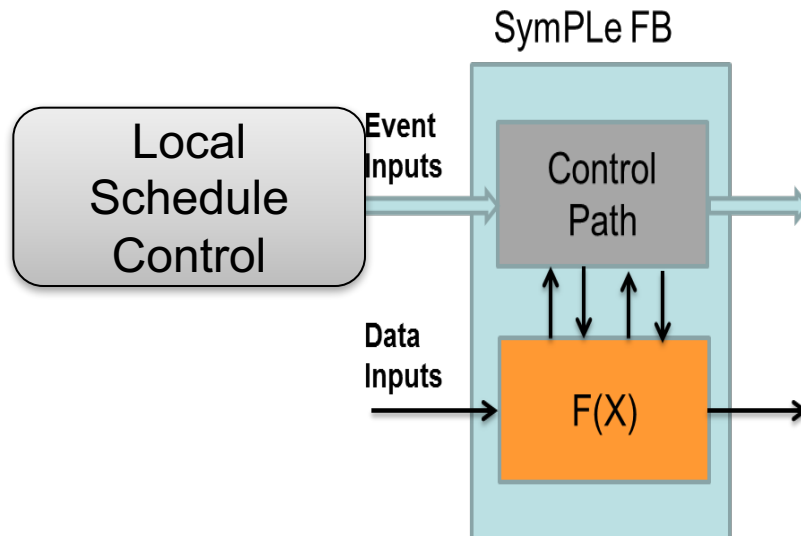 SymPLe FB
Local
Schedule
Control
Event
Inputs
Control
Path
Data
Inputs
F(X)